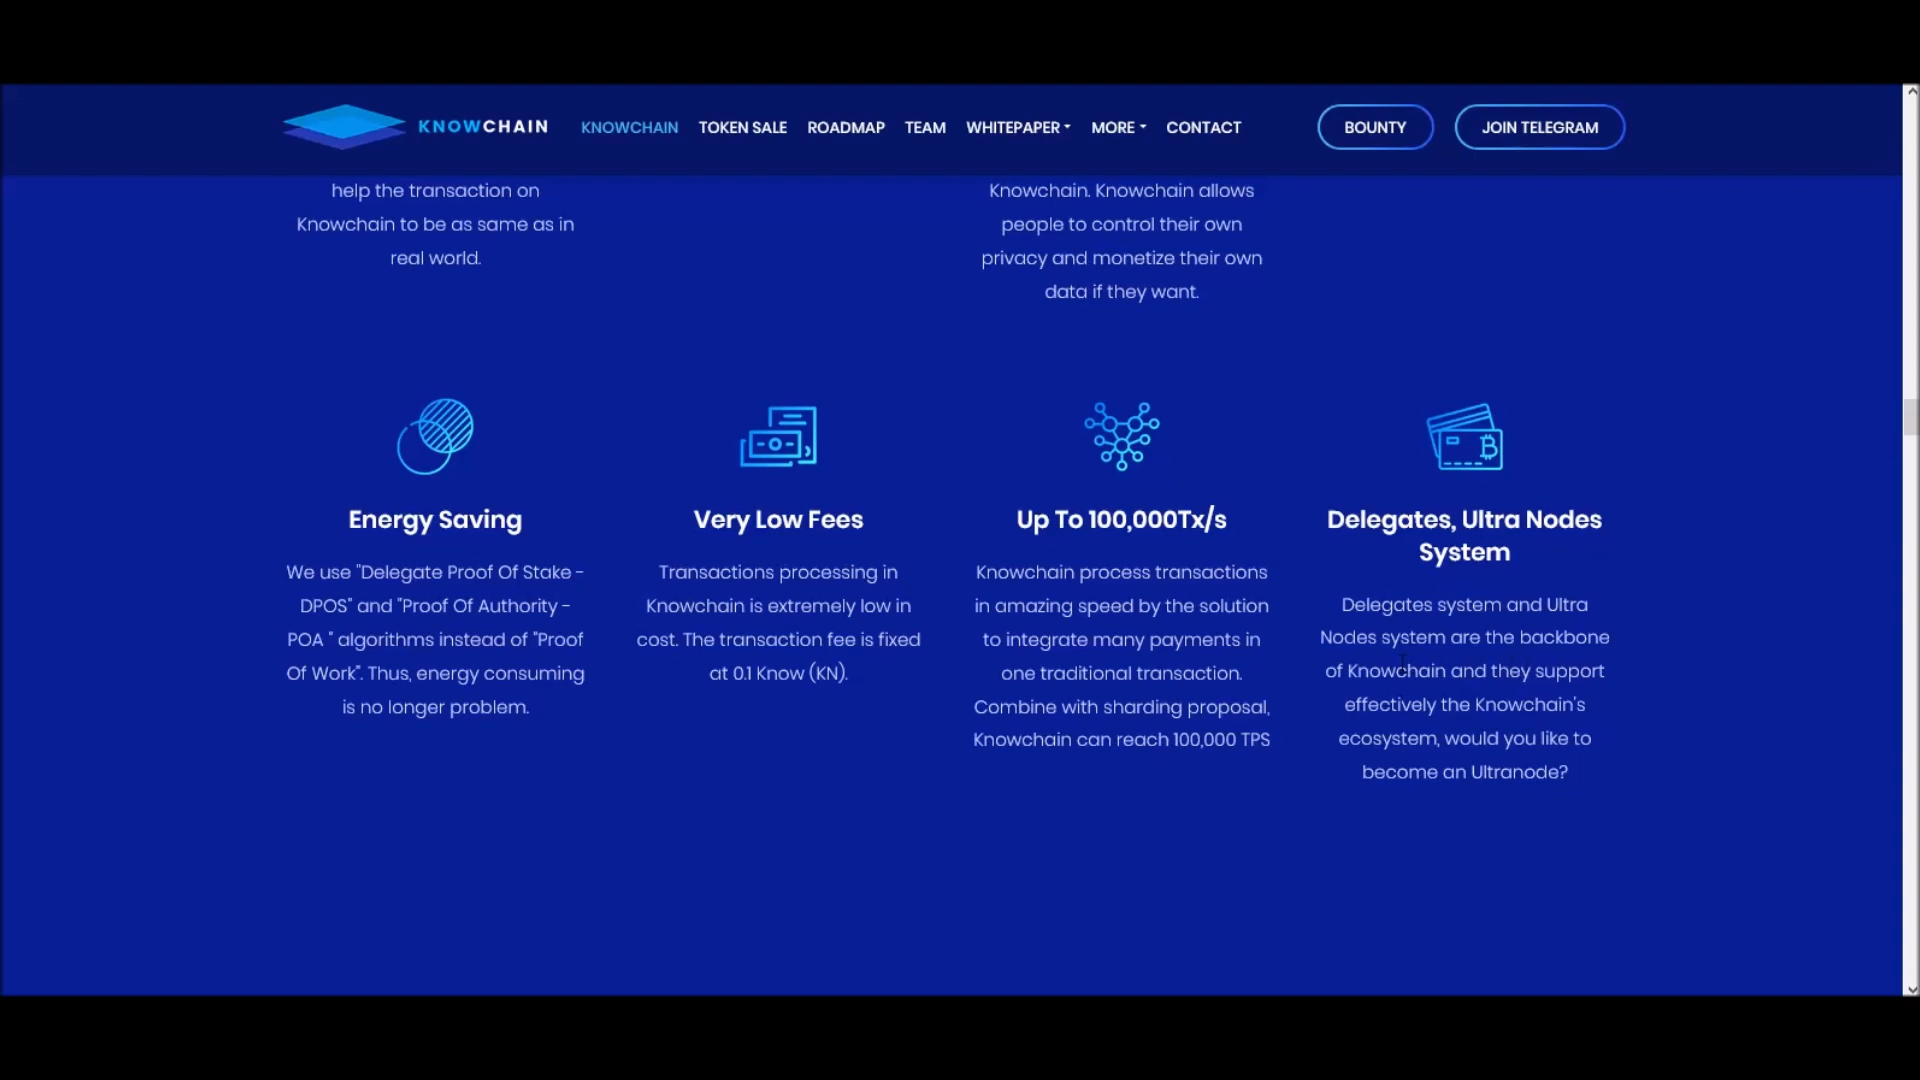 KNOWCHAIN
KNOWCHAIN
TOKEN SALE
ROADMAP
TEAM
WHITEPAPER
MORE
CONTACT
BOUNTY
JOIN TELEGRAM
help the transaction on
Knowchain to be as same as in
real world.
Knowchain. Knowchain allows
people to control their own
privacy and monetize their own
data if they want.
Energy Saving
We use "Delegate Proof Of Stake -
DPOS" and "Proof Of Authority -
POA " algorithms instead of "Proof
Of Work". Thus, energy consuming
is no longer problem.
Very Low Fees
Transactions processing in
Knowchain is extremely low in
cost. The transaction fee is fixed
at 0.1 Know (KN).
Up To 100,000Tx/s
Knowchain process transactions
in amazing speed by the solution
to integrate many payments in
one traditional transaction.
Combine with sharding proposal,
Knowchain can reach 100,000 TPS
Delegates, Ultra Nodes
System
Delegates system and Ultra
Nodes system are the backbone
of Knowchain and they support
effectively the Knowchain's
ecosystem, would you like to
become an Ultranode?